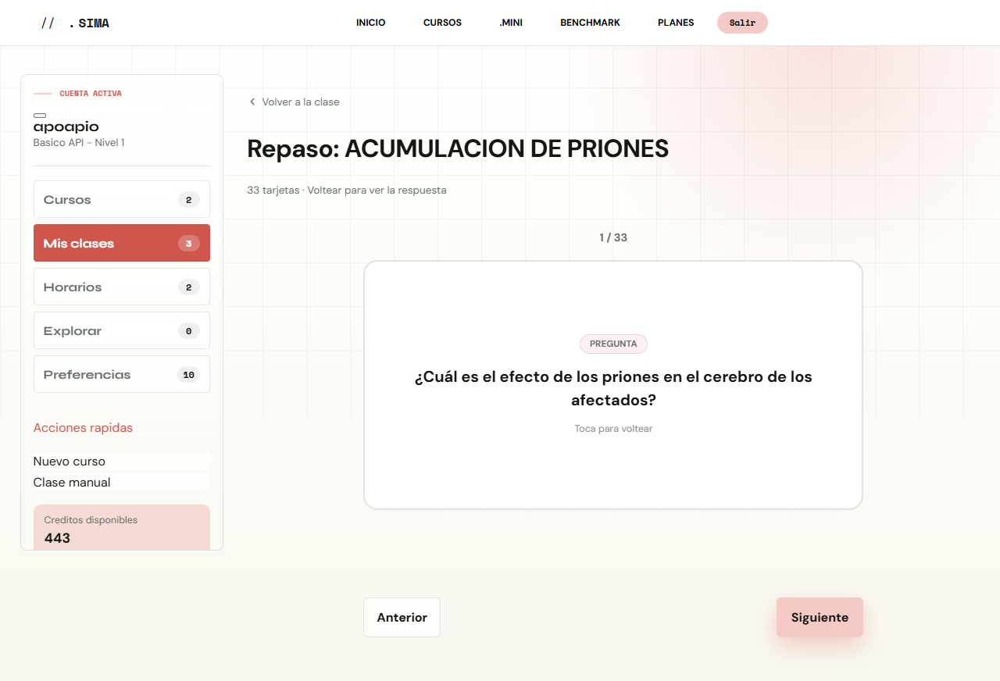 // . SIMA
INICIO
CURSOS
.MINI
BENCHMARK
PLANES
Salir
CUENTA ACTIVA
apoapio
Basico API - Nivel 1
Cursos 2
Mis clases 3
Horarios 2
Explorar 0
Preferencias 10
Acciones rapidas
Nuevo curso
Clase manual
Creditos disponibles
443
Volver a la clase
Repaso: ACUMULACION DE PRIONES
33 tarjetas · Voltear para ver la respuesta
1 / 33
PREGUNTA
¿Cuál es el efecto de los priones en el cerebro de los
afectados?
Toca para voltear
Anterior
Siguiente